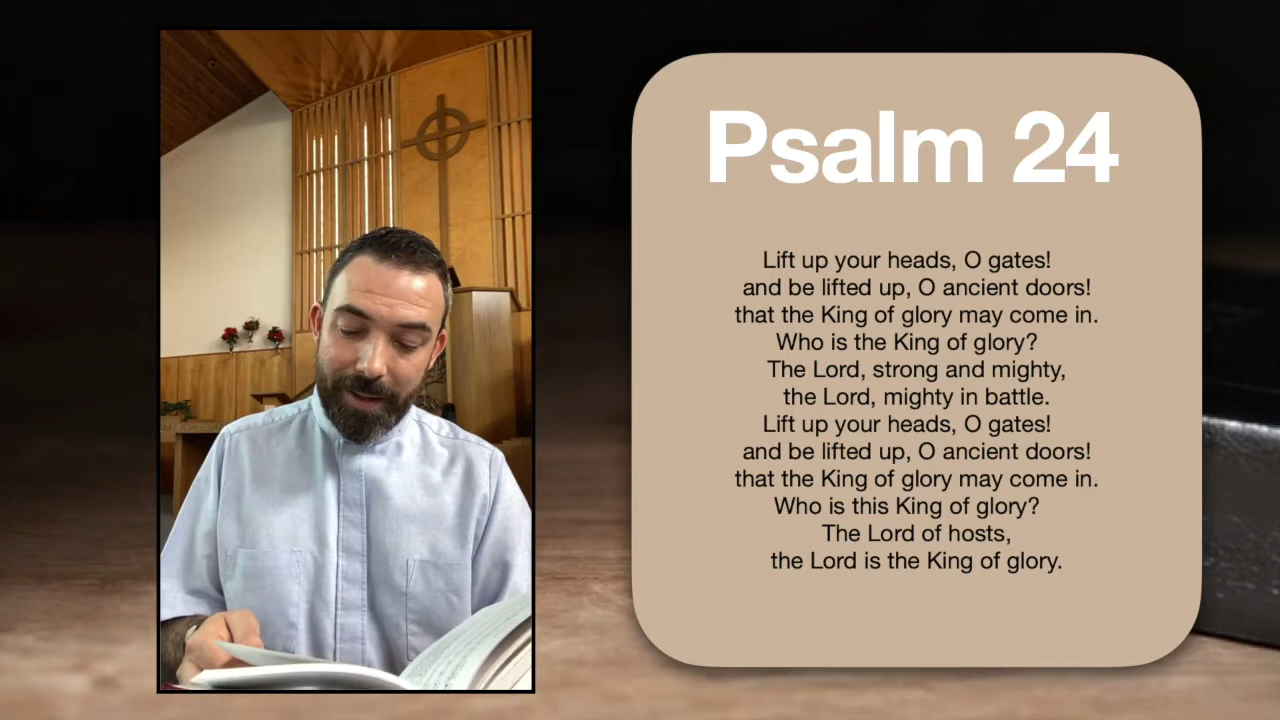 Psalm 24
Lift up your heads, O gates!
and be lifted up, O ancient doors!
that the King of glory may come in.
Who is the King of glory?
The Lord, strong and mighty,
the Lord, mighty in battle.
Lift up your heads, O gates!
and be lifted up, O ancient doors!
that the King of glory may come in.
Who is this King of glory?
The Lord of hosts,
the Lord is the King of glory.